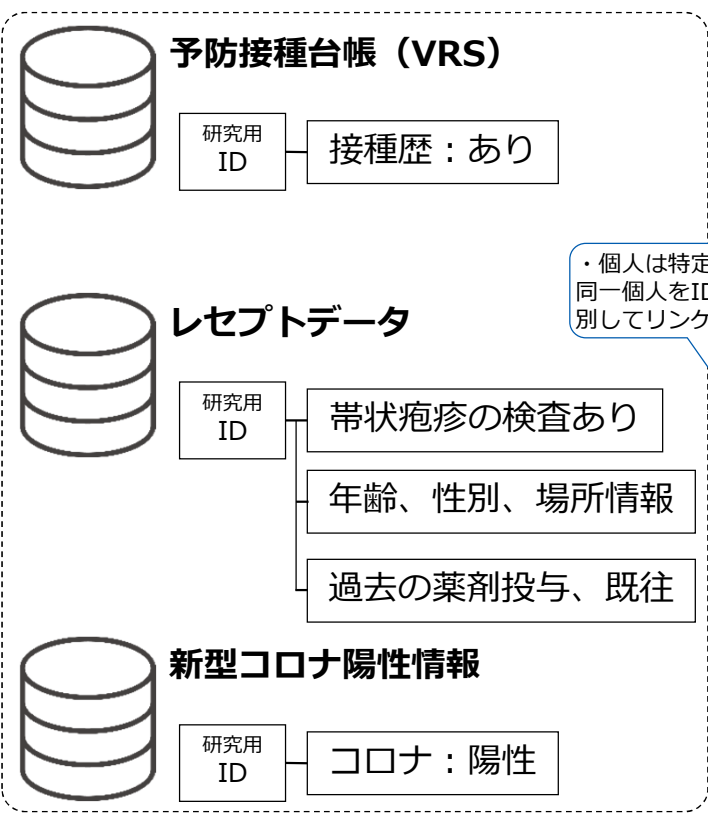 予防接種台帳（VRS）
研究用
ID
接種歴：あり
・個人は特定
同一個人をID
別してリンク
レセプトデータ
研究用
ID
帯状疱疹の検査あり
年齢、性別、場所情報
過去の薬剤投与、既往
新型コロナ陽性情報
研究用
ID
コロナ：陽性